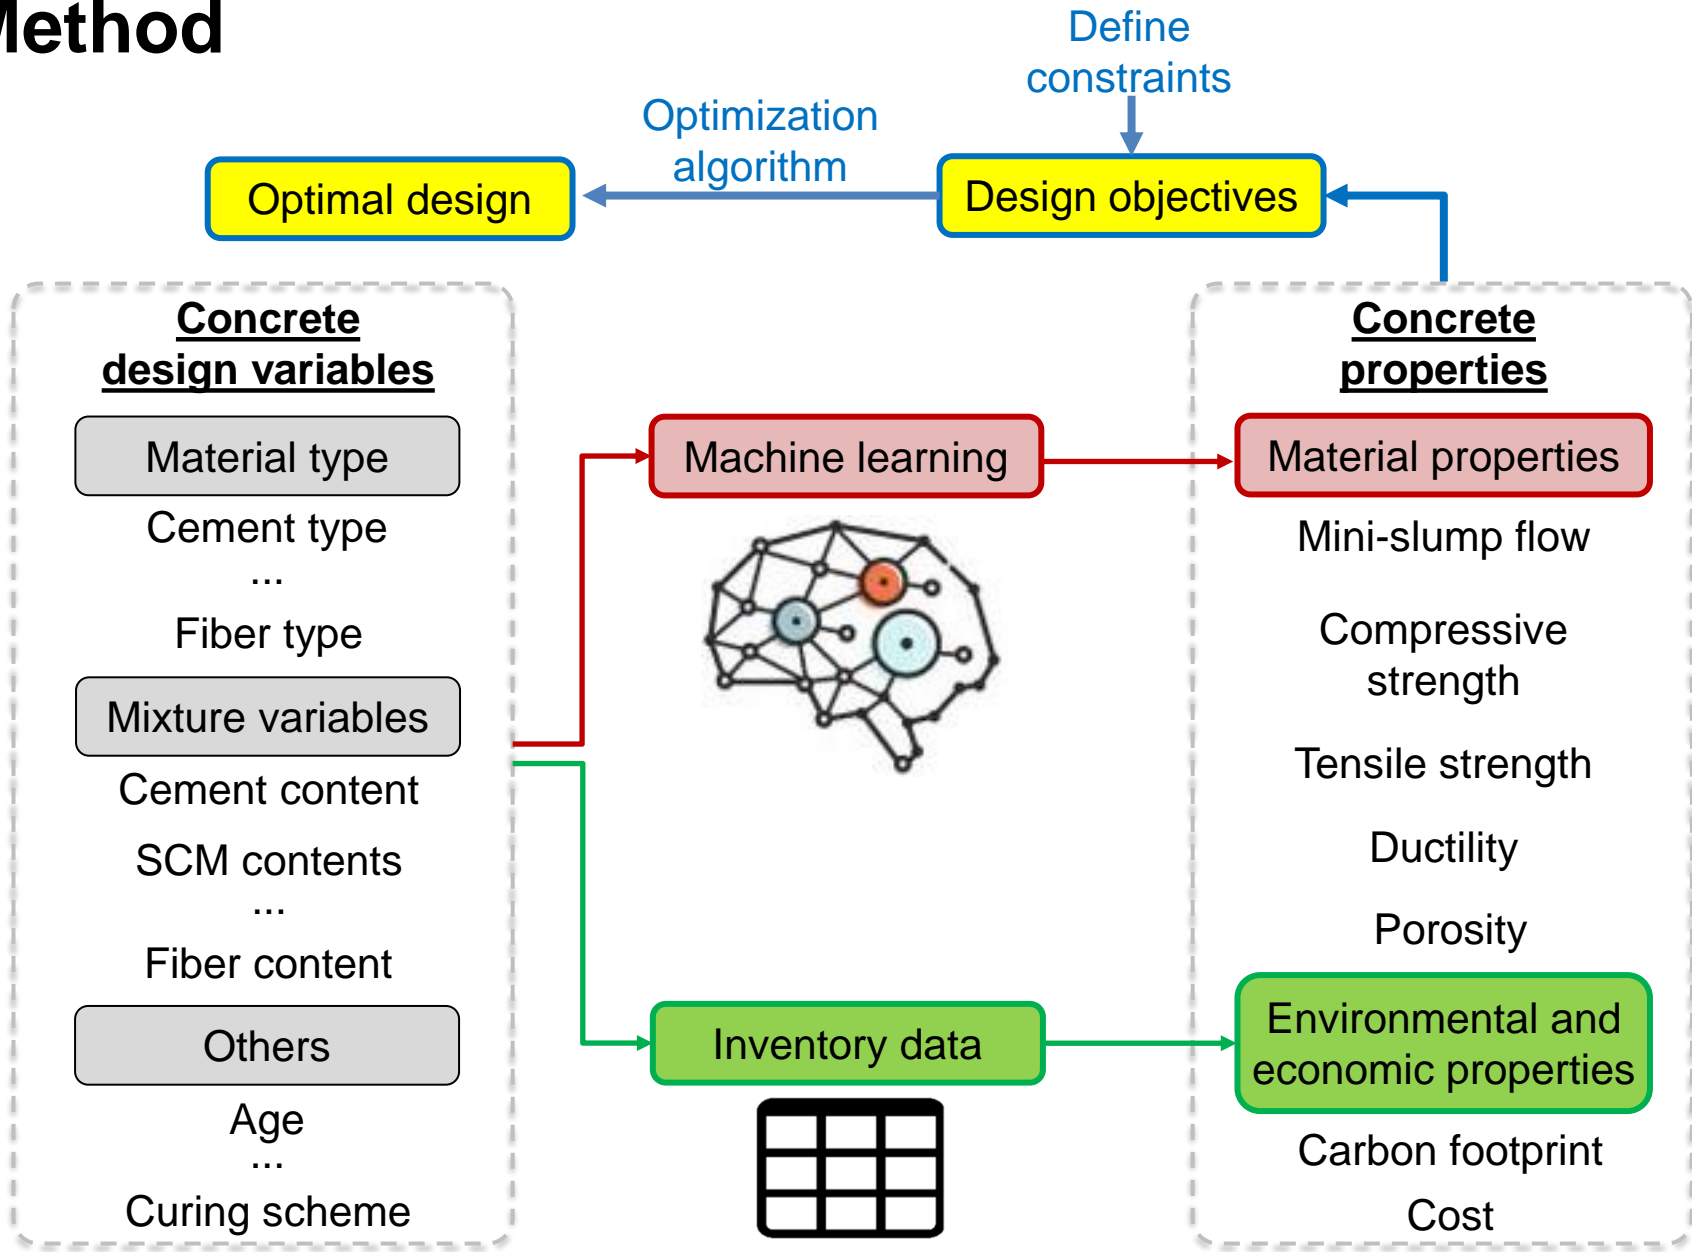 Method
Define
constraints
Optimization
algorithm
Optimal design
Design objectives
Concrete
design variables
Material type
Cement type
...
Fiber type
Mixture variables
Cement content
SCM contents
...
Fiber content
Others
Age
...
Curing scheme
Machine learning
Inventory data
Concrete
properties
Material properties
Mini-slump flow
Compressive
strength
Tensile strength
Ductility
Porosity
Environmental and
economic properties
Carbon footprint
Cost